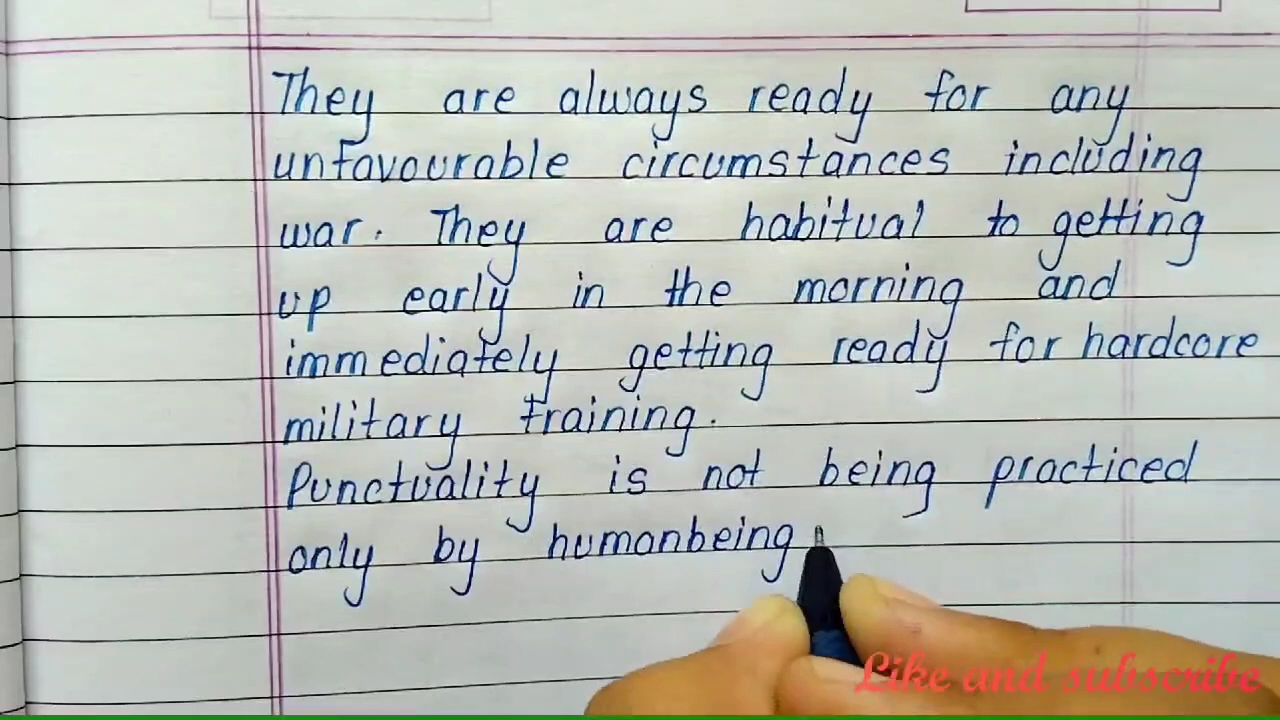 They are always ready for any
unfavourable circumstances including
war. They are habitual to getting
up early in the morning and
immediately getting ready for hardcore
military training.
Punctuality is not being practiced
only by humanbeing
Like and subscribe